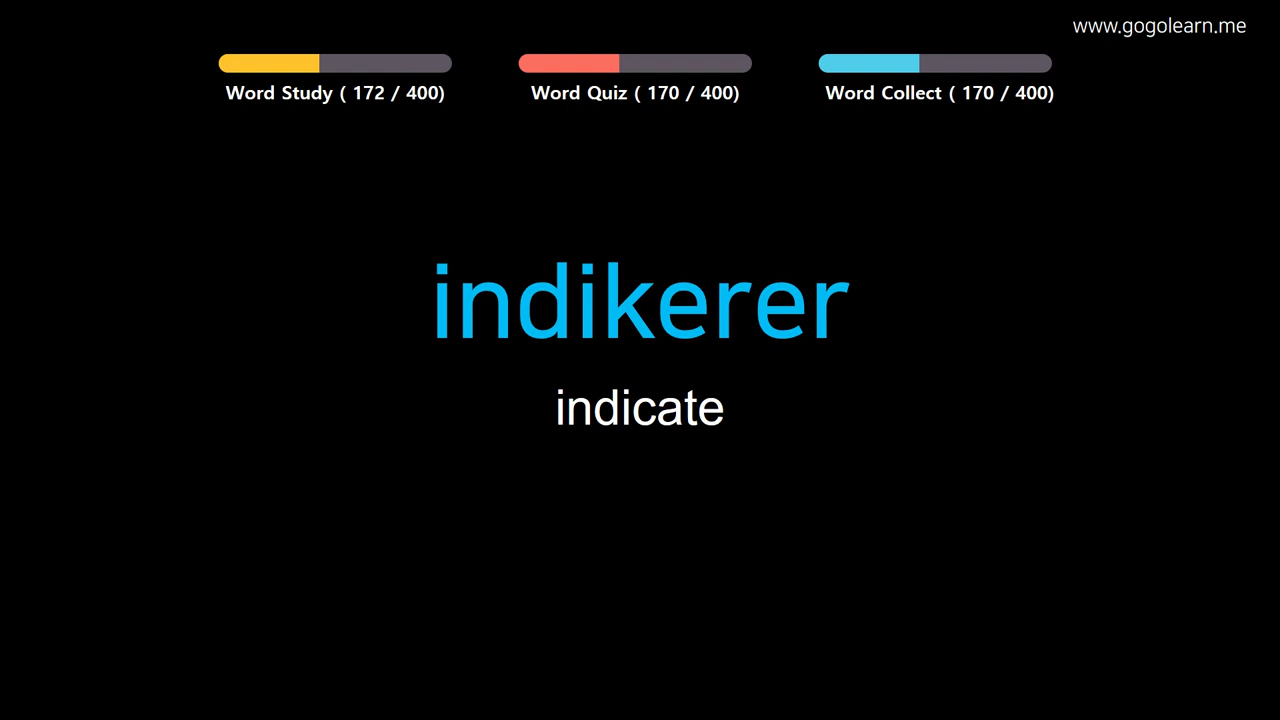 www.gogolearn.me
Word Study ( 172 / 400)
Word Quiz ( 170 / 400)
Word Collect ( 170 / 400)
indikerer
indicate